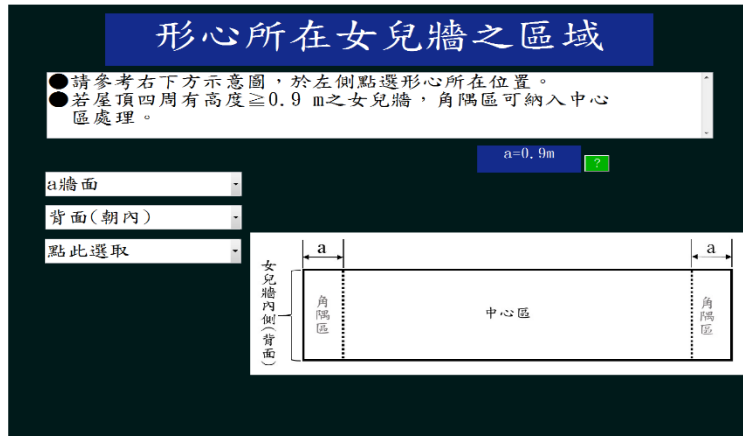 形心所在女兒牆之區域
●請參考右下方示意圖，於左側點選形心所在位置。
●若屋頂四周有高度≧0.9 m之女兒牆，角隅區可納入中心
區處理。
a=0.9m
?
a牆面
背面(朝內)
點此選取
a
a
女兒牆內側(背面)
角隅區
中心區
角隅區